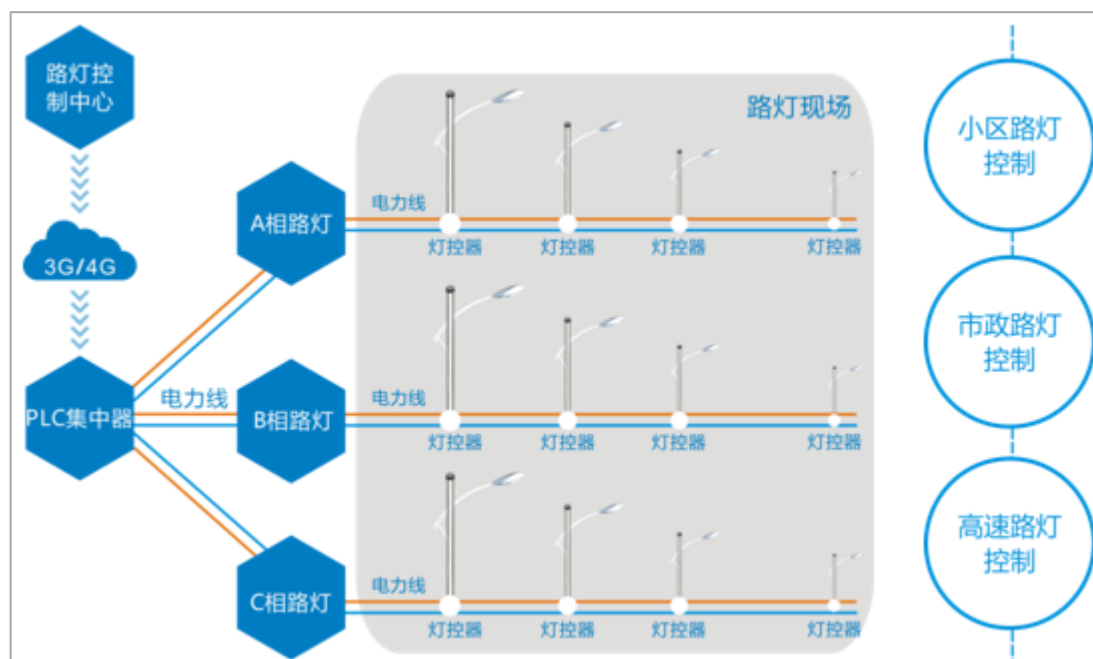 路灯控
制中心
3G/4G
PLC集中器
电力线
A相路灯
B相路灯
C相路灯
路灯现场
电力线
灯控器
灯控器
灯控器
灯控器
电力线
灯控器
灯控器
灯控器
灯控器
电力线
灯控器
灯控器
灯控器
灯控器
小区路灯
控制
市政路灯
控制
高速路灯
控制